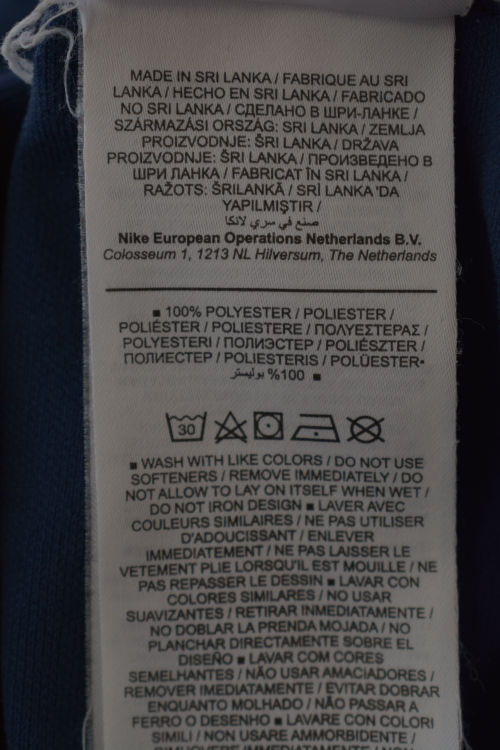 MADE IN SRI LANKA / FABRIQUE AU SRI
LANKA / HECHO EN SRI LANKA / FABRICADO
NO SRI LANKA / СДЕЛАНО В ШРИ-ЛАНКЕ /
SZÁRMAZÁSI ORSZÁG: SRI LANKA / ZEMLJA
PROIZVODNJE: ŠRI LANKA / DRŽAVA
PROIZVODNJE: ŠRI LANKA / ПРОИЗВЕДЕНО В
ШРИ ЛАНКА / FABRICAT ÎN SRI LANKA /
RAŽOTS: ŠRILANKĀ / SRİ LANKA 'DA
YAPILMIŞTIR /
صنع في سري لانكا
Nike European Operations Netherlands B.V.
Colosseum 1, 1213 NL Hilversum, The Netherlands
■ 100% POLYESTER / POLIESTER /
POLIÉSTER / POLIESTERE / ΠΟΛΥΕΣΤΕΡΑΣ /
POLYESTERI / ПОЛИЭСТЕР / POLIÉSZTER /
ПОЛИЕСТЕР / POLIESTERIS / POLÜESTER
100% بوليستر ■
30
■ WASH WITH LIKE COLORS / DO NOT USE
SOFTENERS / REMOVE IMMEDIATELY / DO
NOT ALLOW TO LAY ON ITSELF WHEN WET /
DO NOT IRON DESIGN ■ LAVER AVEC
COULEURS SIMILAIRES / NE PAS UTILISER
D'ADOUCISSANT / ENLEVER
IMMEDIATEMENT / NE PAS LAISSER LE
VETEMENT PLIE LORSQU'IL EST MOUILLE / NE
PAS REPASSER LE DESSIN ■ LAVAR CON
COLORES SIMILARES / NO USAR
SUAVIZANTES / RETIRAR INMEDIATAMENTE /
NO DOBLAR LA PRENDA MOJADA / NO
PLANCHAR DIRECTAMENTE SOBRE EL
DISEÑO ■ LAVAR COM CORES
SEMELHANTES / NÃO USAR AMACIADORES /
REMOVER IMEDIATAMENTE / EVITAR DOBRAR
ENQUANTO MOLHADO / NÃO PASSAR A
FERRO O DESENHO ■ LAVARE CON COLORI
SIMILI / NON USARE AMMORBIDENTE /
RIMUOVERE IMMEDIATAMENTE /